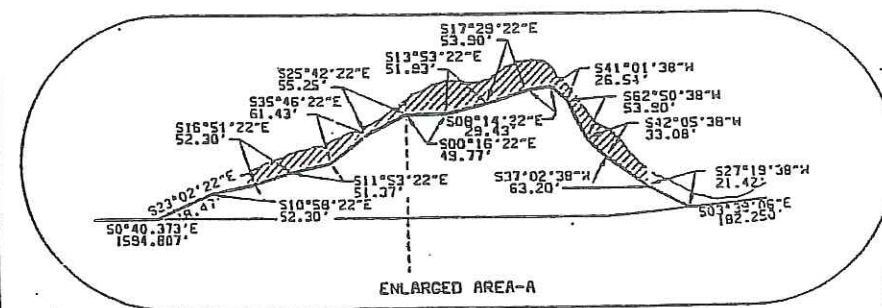 S17°29'22"E
53.90'
S13°53'22"E
51.93'
S25°42'22"E
55.25'
S35°46'22"E
61.43'
S16°51'22"E
52.30'
S41°01'38"W
26.54'
S62°50'38"W
53.90'
S42°05'38"W
33.08'
S08°14'22"E
29.43'
S00°16'22"E
49.77'
S37°02'38"W
63.20'
S27°19'38"W
21.42'
S11°53'22"E
51.37'
S10°58'22"E
52.30'
S23°02'22"E
S0°40.373'E
1594.807'
S03°39'06"E
182.250'
ENLARGED AREA-A